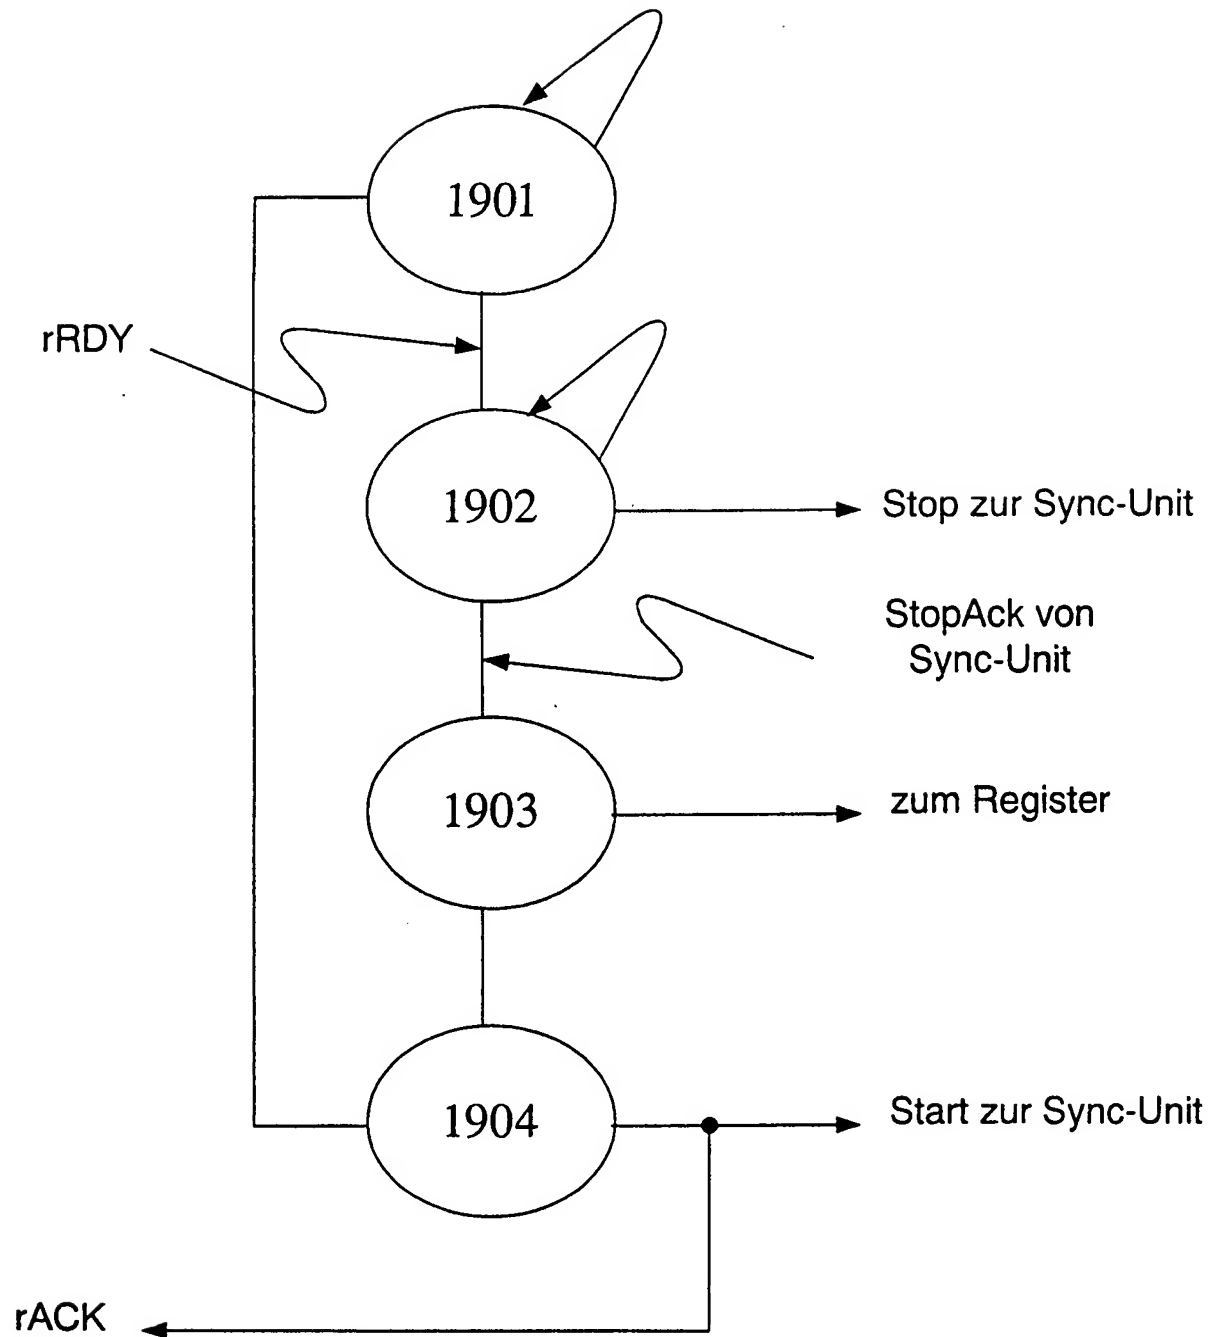 1901
rRDY
1902
Stop zur Sync-Unit
StopAck von
Sync-Unit
1903
zum Register
1904
Start zur Sync-Unit
rACK